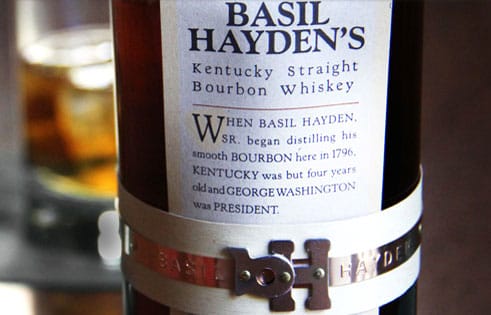 BASIL
HAYDEN'S
Kentucky Straight
Bourbon Whiskey
WHEN BASIL HAYDEN,
SR. began distilling his
smooth BOURBON here in 1796,
KENTUCKY was but four years
old and GEORGE WASHINGTON
was PRESIDENT.
BASIL H HAYDEN